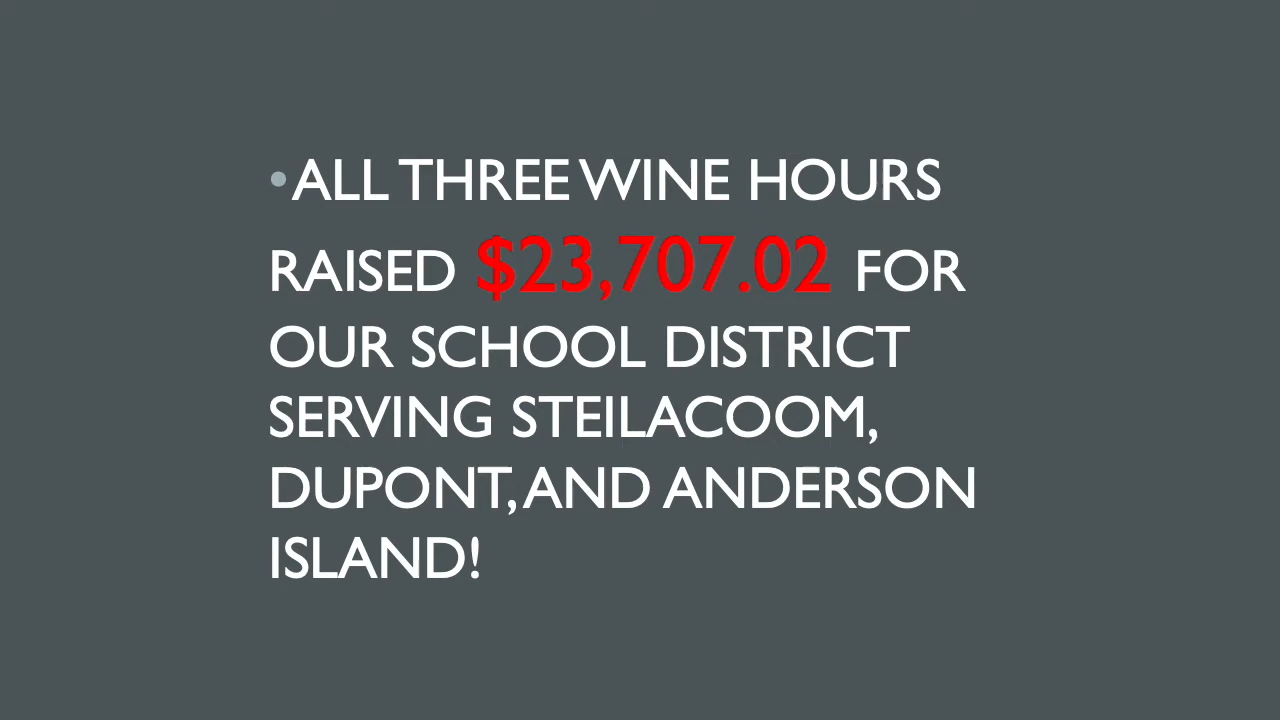 •ALL THREE WINE HOURS
RAISED $23,707.02 FOR
OUR SCHOOL DISTRICT
SERVING STEILACOOM,
DUPONT, AND ANDERSON
ISLAND!